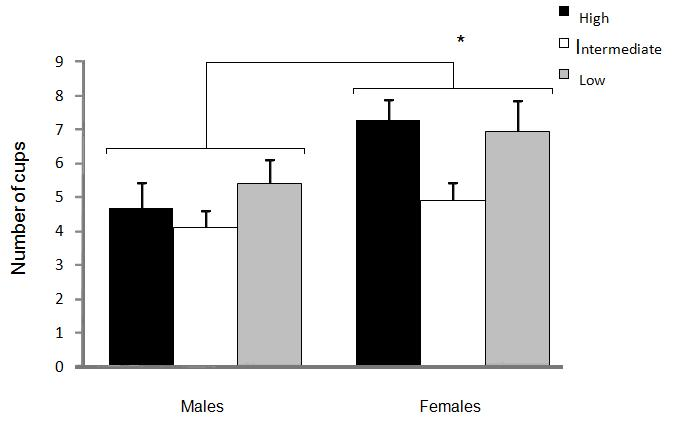 High
Intermediate
Low
*
9
8
7
6
5
4
3
2
1
0
Number of cups
Males
Females